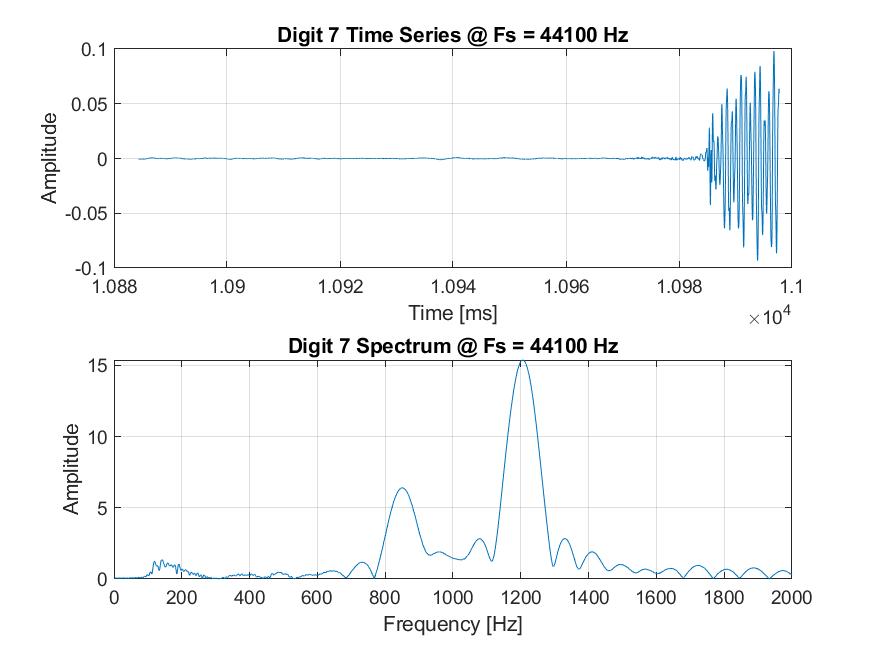 Digit 7 Time Series @ Fs = 44100 Hz
0.1
0.05
0
-0.05
-0.1
Amplitude
1.088 1.09 1.092 1.094 1.096 1.098 1.1
Time [ms]
×10⁴
Digit 7 Spectrum @ Fs = 44100 Hz
15
10
5
0
Amplitude
0 200 400 600 800 1000 1200 1400 1600 1800 2000
Frequency [Hz]